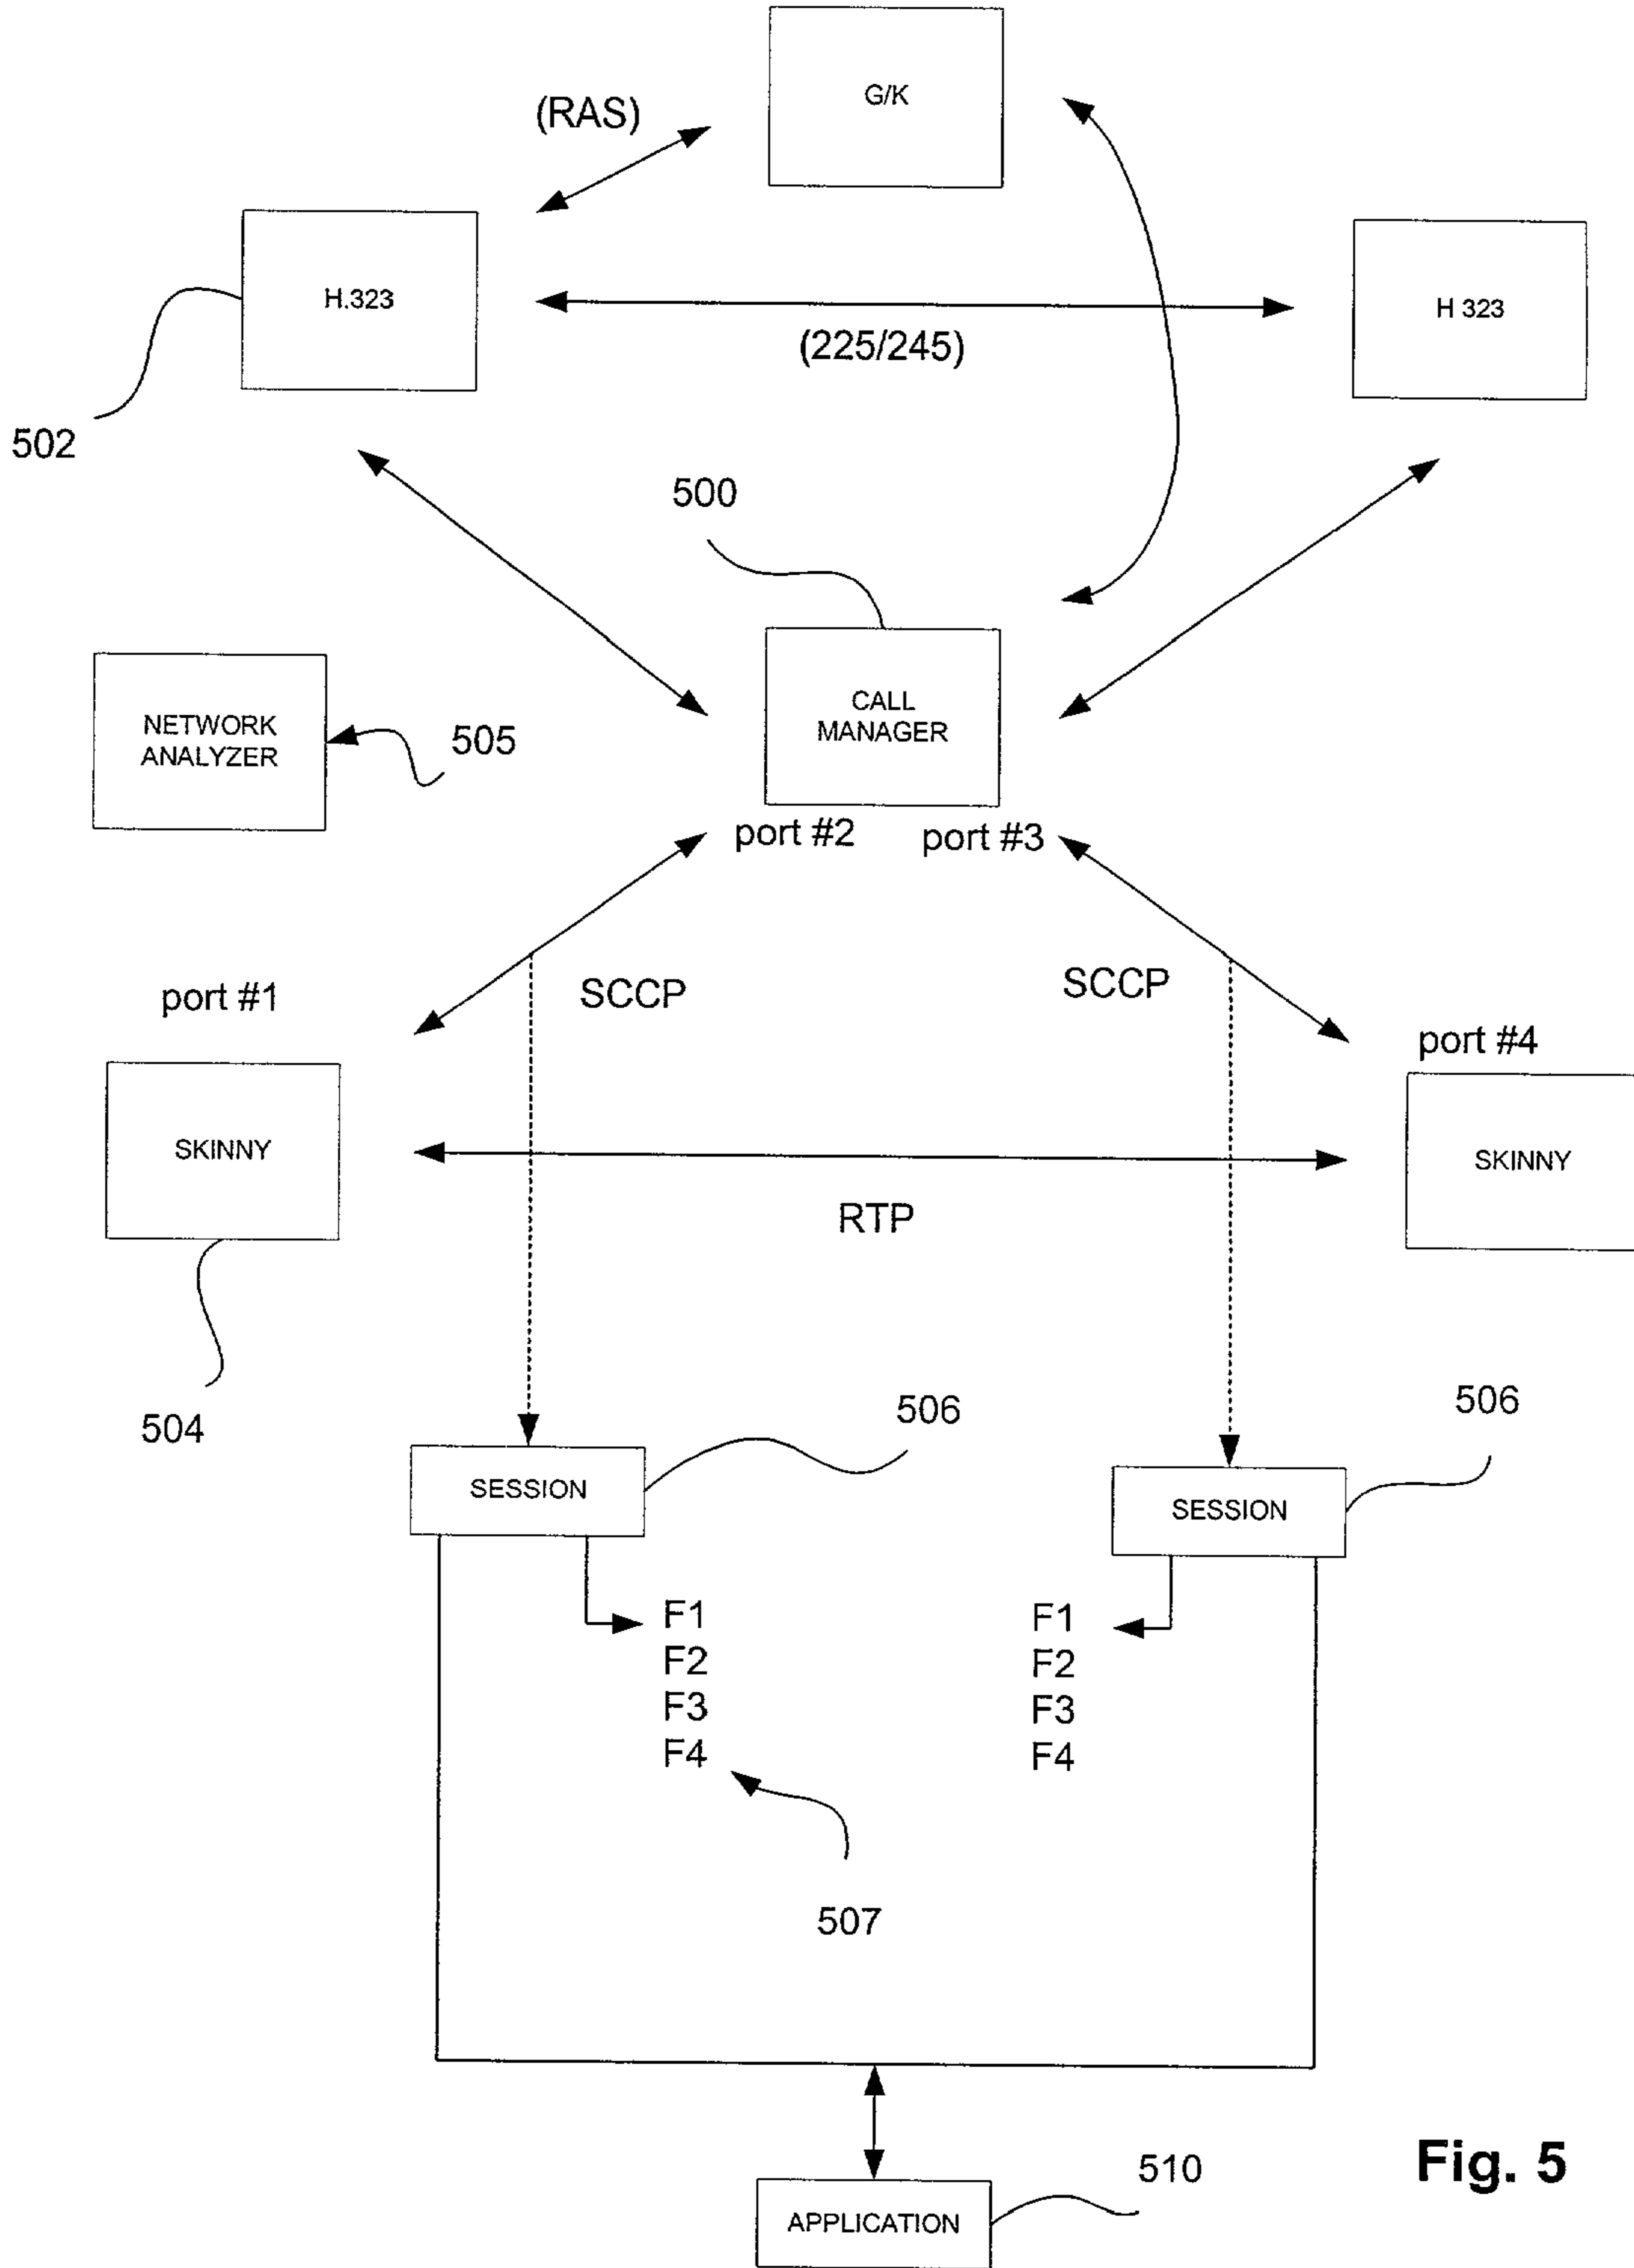 G/K
(RAS)
H.323
H 323
(225/245)
502
500
CALL
MANAGER
NETWORK
ANALYZER
505
port #2
port #3
port #1
SCCP
SCCP
port #4
SKINNY
SKINNY
RTP
504
506
506
SESSION
SESSION
F1
F2
F3
F4
F1
F2
F3
F4
507
510
APPLICATION
Fig. 5